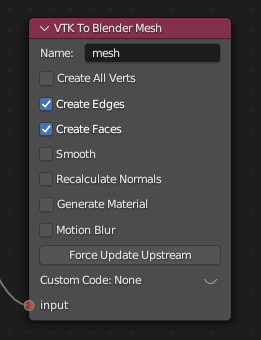 VTK To Blender Mesh
Name: mesh
Create All Verts
Create Edges
Create Faces
Smooth
Recalculate Normals
Generate Material
Motion Blur
Force Update Upstream
Custom Code: None
input